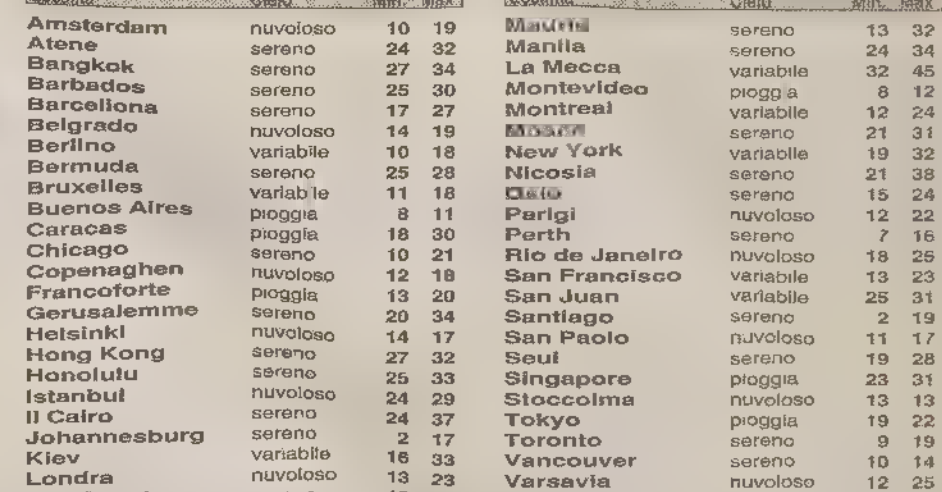 Amsterdam nuvoloso 10 19
Atene sereno 24 32
Bangkok sereno 27 34
Barbados sereno 25 30
Barcellona sereno 17 27
Belgrado nuvoloso 14 19
Berlino variabile 10 18
Bermuda sereno 25 28
Bruxelles variabile 11 18
Buenos Aires pioggia 8 11
Caracas pioggia 18 30
Chicago sereno 10 21
Copenaghen nuvoloso 12 18
Francoforte pioggia 13 20
Gerusalemme sereno 20 34
Helsinki nuvoloso 14 17
Hong Kong sereno 27 32
Honolulu sereno 25 33
Istanbul nuvoloso 24 29
Il Cairo sereno 24 37
Johannesburg sereno 2 17
Kiev variabile 16 33
Londra nuvoloso 13 23
Cielo Min. Max
sereno 13 32
Manila sereno 24 34
La Mecca variabile 32 45
Montevideo pioggia 8 12
Montreal variabile 12 24
sereno 21 31
New York variabile 19 32
Nicosia sereno 21 38
sereno 15 24
Parigi nuvoloso 12 22
Perth sereno 7 16
Rio de Janeiro nuvoloso 18 25
San Francisco variabile 13 23
San Juan variabile 25 31
Santiago sereno 2 19
San Paolo nuvoloso 11 17
Seul sereno 19 28
Singapore pioggia 23 31
Stoccolma nuvoloso 13 13
Tokyo pioggia 19 22
Toronto sereno 9 19
Vancouver sereno 10 14
Varsavia nuvoloso 12 25